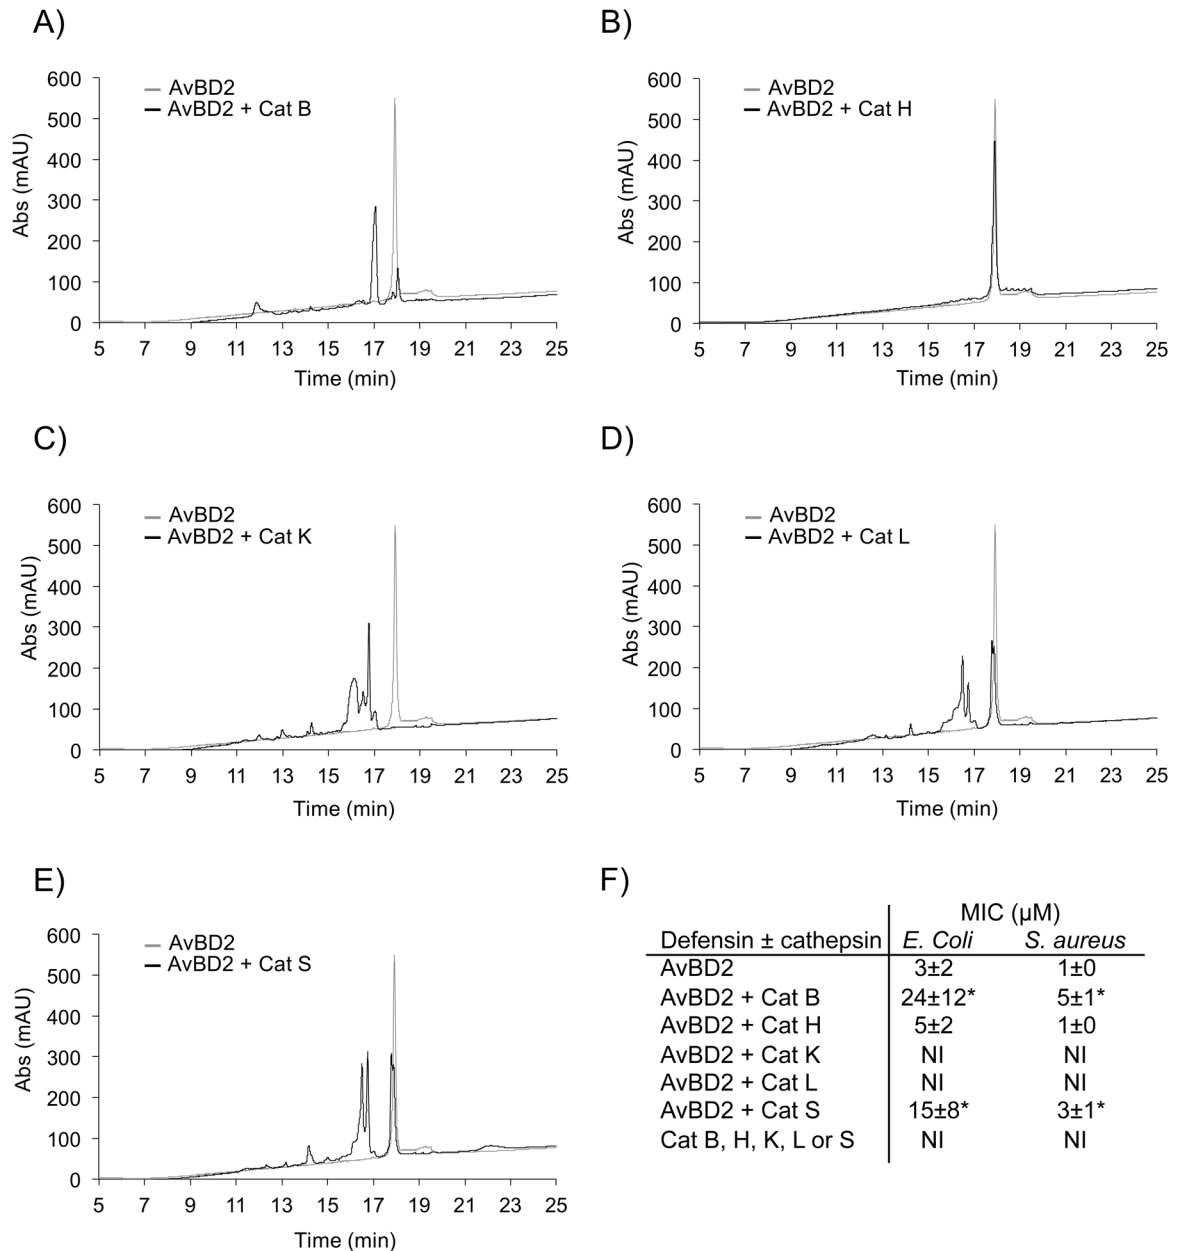 A)
600
500
400
300
200
100
0
Abs (mAU)
AvBD2
AvBD2 + Cat B
5 7 9 11 13 15 17 19 21 23 25
Time (min)
B)
600
500
400
300
200
100
0
Abs (mAU)
AvBD2
AvBD2 + Cat H
5 7 9 11 13 15 17 19 21 23 25
Time (min)
C)
600
500
400
300
200
100
0
Abs (mAU)
AvBD2
AvBD2 + Cat K
5 7 9 11 13 15 17 19 21 23 25
Time (min)
D)
600
500
400
300
200
100
0
Abs (mAU)
AvBD2
AvBD2 + Cat L
5 7 9 11 13 15 17 19 21 23 25
Time (min)
E)
600
500
400
300
200
100
0
Abs (mAU)
AvBD2
AvBD2 + Cat S
5 7 9 11 13 15 17 19 21 23 25
Time (min)
F)
MIC (µM)
Defensin ± cathepsin E. Coli S. aureus
AvBD2 3±2 1±0
AvBD2 + Cat B 24±12* 5±1*
AvBD2 + Cat H 5±2 1±0
AvBD2 + Cat K NI NI
AvBD2 + Cat L NI NI
AvBD2 + Cat S 15±8* 3±1*
Cat B, H, K, L or S NI NI